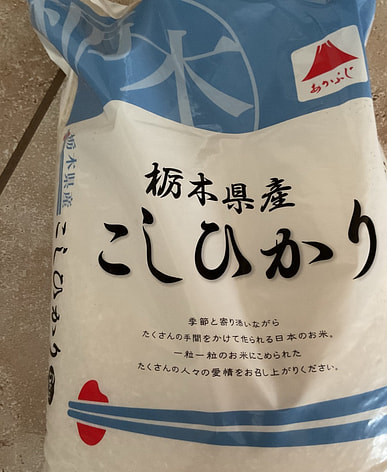 栃木
あかふじ
栃木県産
こしひかり
季節と寄り添いながら
たくさんの手間をかけて作られる日本のお米。
一粒一粒のお米にこめられた
たくさんの人々の愛情をお召し上がりください。
栃木県産
こしひかり